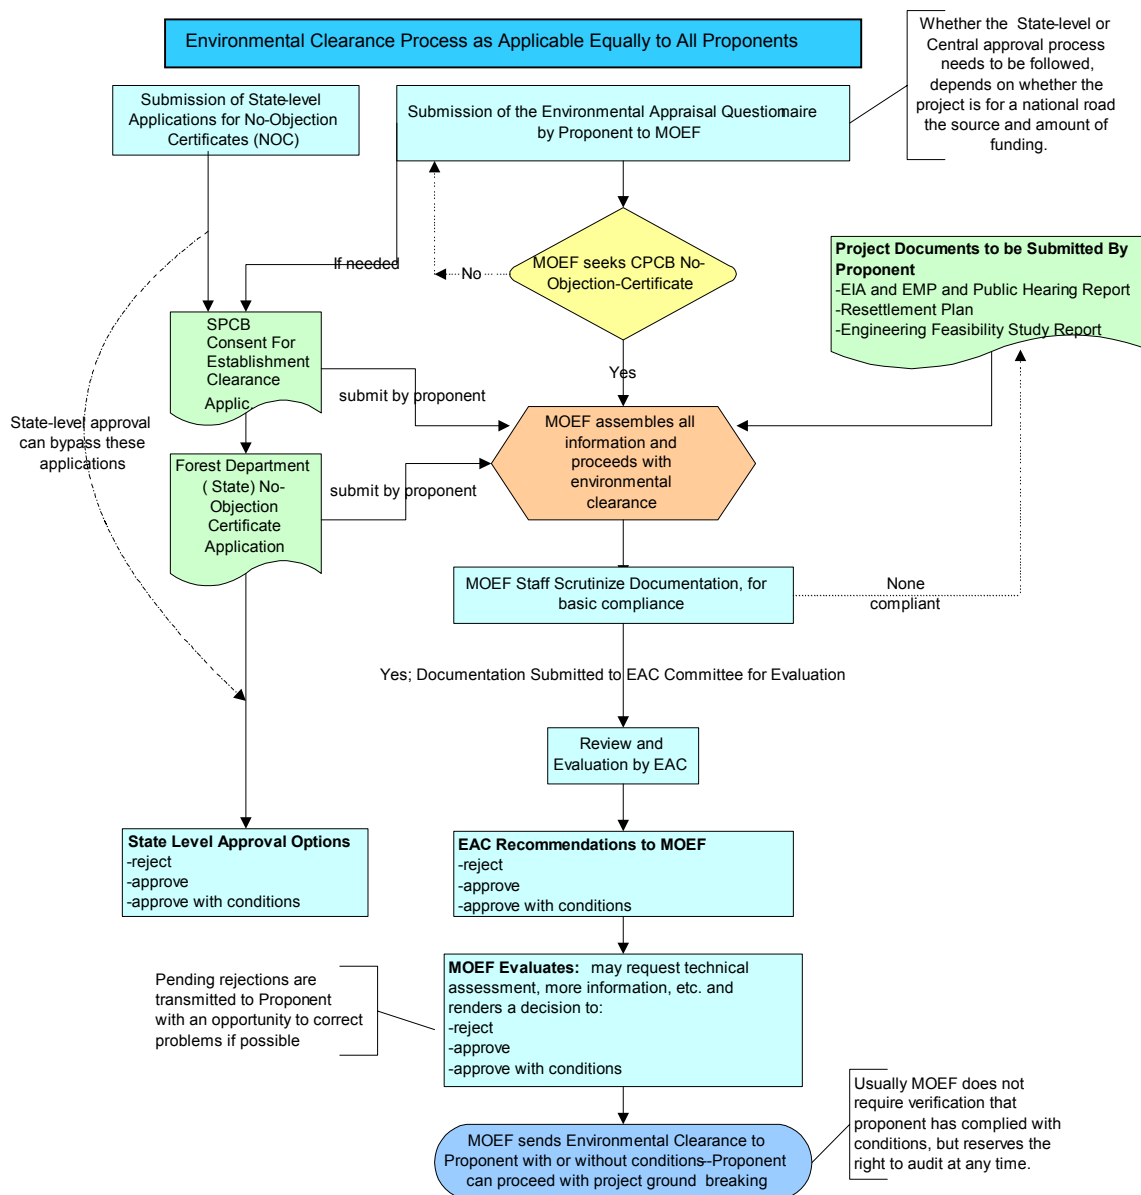 Environmental Clearance Process as Applicable Equally to All Proponents
Whether the State-level or
Central approval process
needs to be followed,
depends on whether the
project is for a national road
the source and amount of
funding.
Submission of State-level
Applications for No-Objection
Certificates (NOC)
Submission of the Environmental Appraisal Questionnaire
by Proponent to MOEF
If needed
No
MOEF seeks CPCB No-
Objection-Certificate
Yes
Project Documents to be Submitted By
Proponent
-EIA and EMP and Public Hearing Report
-Resettlement Plan
-Engineering Feasibility Study Report
SPCB
Consent For
Establishment
Clearance
Applic.
submit by proponent
State-level approval
can bypass these
applications
MOEF assembles all
information and
proceeds with
environmental
clearance
Forest Department
( State) No-
Objection
Certificate
Application
submit by proponent
MOEF Staff Scrutinize Documentation, for
basic compliance
None
compliant
Yes; Documentation Submitted to EAC Committee for Evaluation
Review and
Evaluation by EAC
State Level Approval Options
-reject
-approve
-approve with conditions
EAC Recommendations to MOEF
-reject
-approve
-approve with conditions
Pending rejections are
transmitted to Proponent
with an opportunity to correct
problems if possible
MOEF Evaluates: may request technical
assessment, more information, etc. and
renders a decision to:
-reject
-approve
-approve with conditions
Usually MOEF does not
require verification that
proponent has complied with
conditions, but reserves the
right to audit at any time.
MOEF sends Environmental Clearance to
Proponent with or without conditions--Proponent
can proceed with project ground breaking